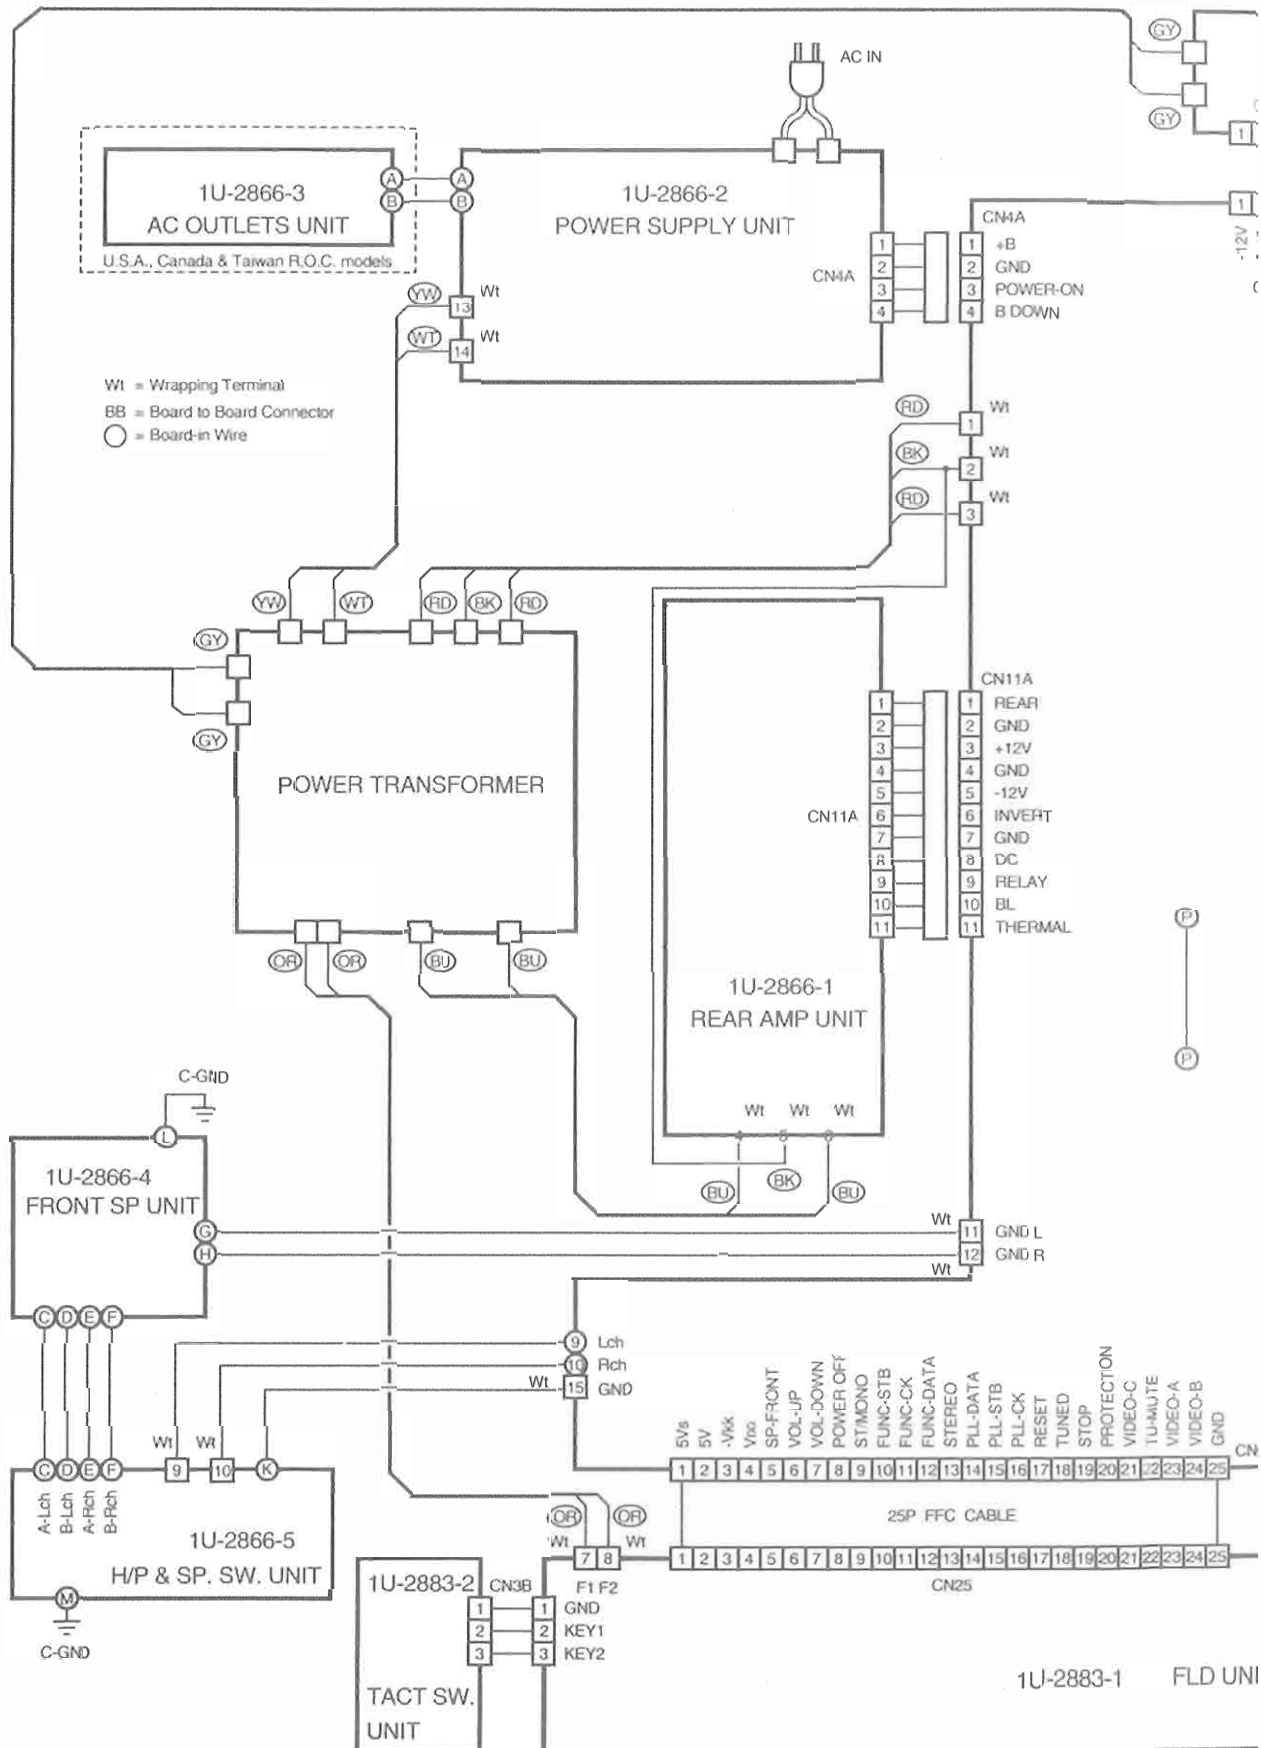 GY
AC IN
GY
1
1U-2866-3
AC OUTLETS UNIT
A
B
A
B
U.S.A., Canada & Taiwan R.O.C. models
1U-2866-2
POWER SUPPLY UNIT
CN4A
1
2
3
4
CN4A
1 +B
2 GND
3 POWER-ON
4 B DOWN
1
-12V
YW
13
Wt
WT
14
Wt
Wt = Wrapping Terminal
BB = Board to Board Connector
= Board-in Wire
RD
Wt
1
BK
Wt
2
RD
Wt
3
YW
WT
RD
BK
RD
GY
GY
POWER TRANSFORMER
OR
OR
BU
BU
CN11A
1
2
3
4
5
6
7
8
9
10
11
CN11A
1 REAR
2 GND
3 +12V
4 GND
5 -12V
6 INVERT
7 GND
8 DC
9 RELAY
10 BL
11 THERMAL
P
P
1U-2866-1
REAR AMP UNIT
Wt Wt Wt
4
BU
BK
BU
C-GND
L
1U-2866-4
FRONT SP UNIT
G
H
C D E F
Wt
11 GND L
12 GND R
Wt
9 Lch
10 Rch
Wt
15 GND
Wt Wt
C D E F 9 10 K
A-Lch
B-Lch
A-Rch
B-Rch
1U-2866-5
H/P & SP. SW. UNIT
M
C-GND
5Vs
5V
-Vkk
SP-FRONT
VOL-UP
VOL-DOWN
POWER OFF
ST/MONO
FUNC-STB
FUNC-CK
FUNC-DATA
STEREO
PLL-DATA
PLL-STB
PLL-CK
RESET
TUNED
STOP
PROTECTION
VIDEO-C
TU-MUTE
VIDEO-A
VIDEO-B
GND
CN
1 2 3 4 5 6 7 8 9 10 11 12 13 14 15 16 17 18 19 20 21 22 23 24 25
25P FFC CABLE
1 2 3 4 5 6 7 8 9 10 11 12 13 14 15 16 17 18 19 20 21 22 23 24 25
CN25
OR
OR
Wt
7 8
Wt
F1 F2
1U-2883-2
CN3B
1
2
3
1 GND
2 KEY1
3 KEY2
TACT SW.
UNIT
1U-2883-1 FLD UNI